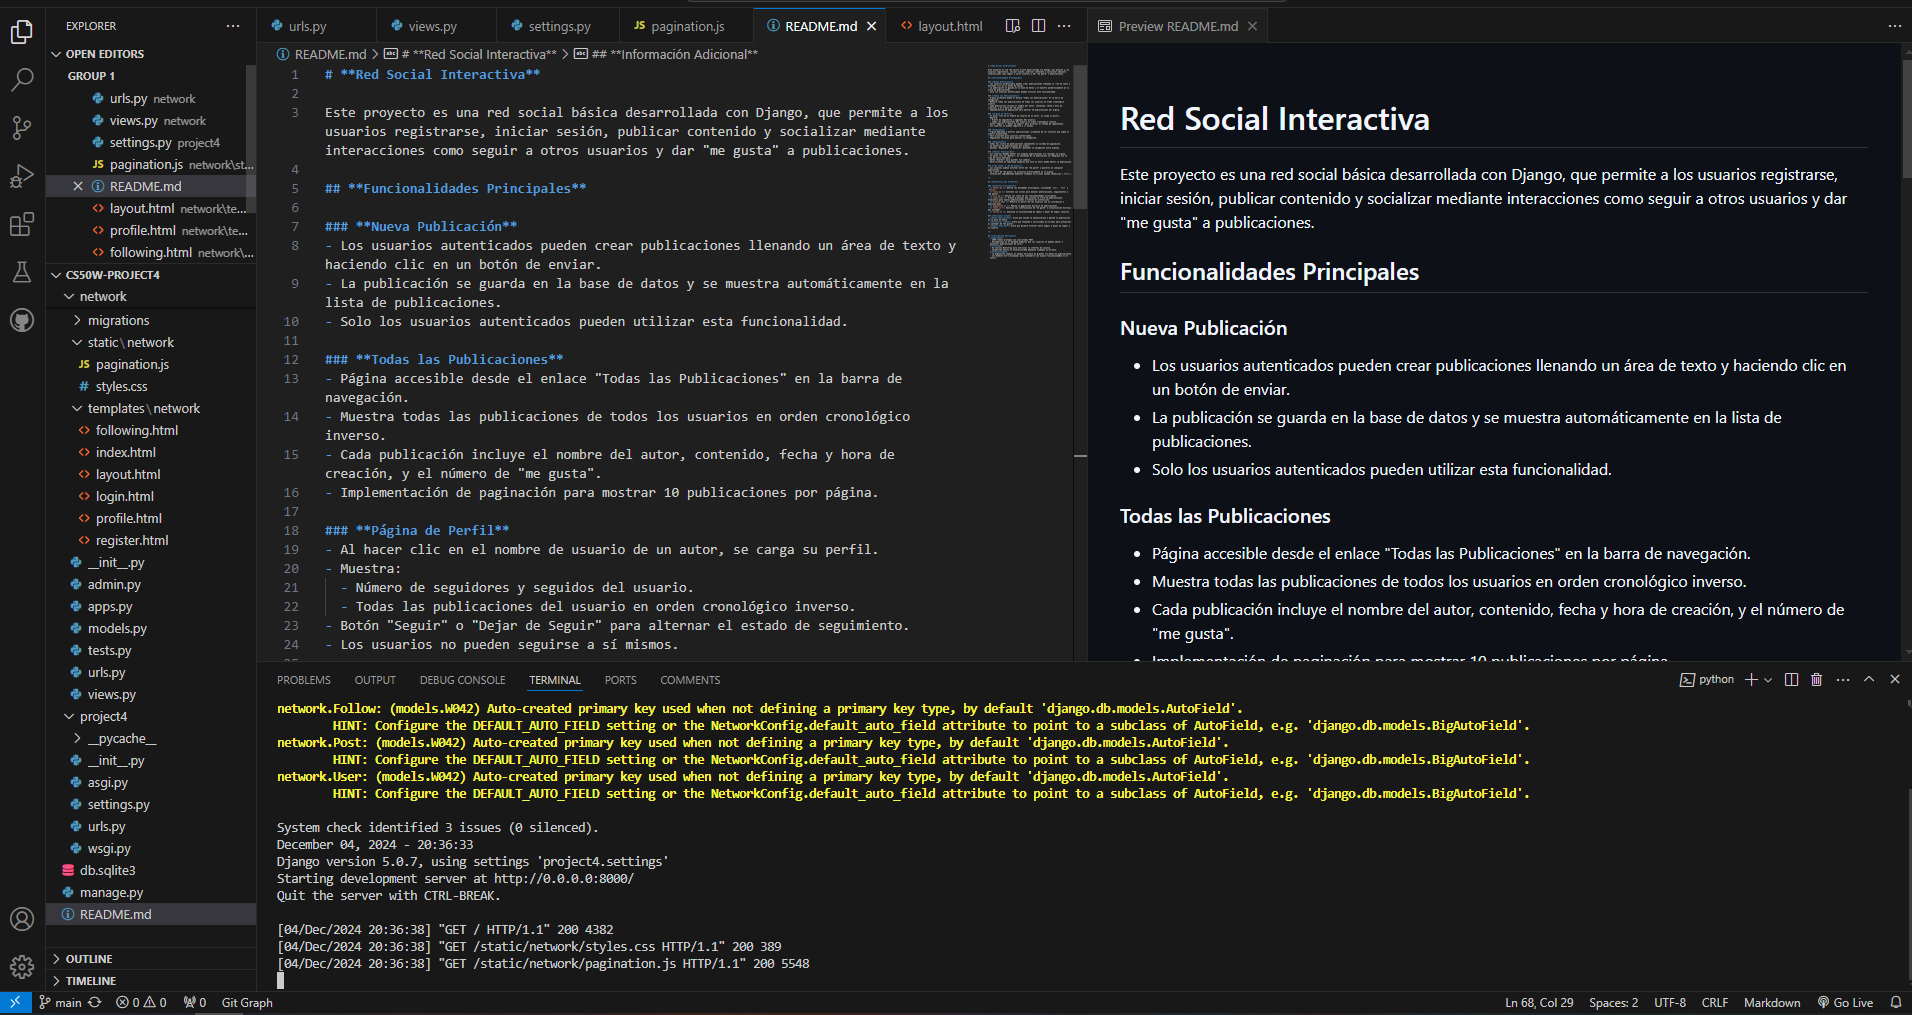 EXPLORER
OPEN EDITORS
GROUP 1
urls.py network
views.py network
settings.py project4
pagination.js network\st...
README.md
layout.html network\te...
profile.html network\te...
following.html network\...
CS50W-PROJECT4
network
migrations
static\network
pagination.js
styles.css
templates\network
following.html
index.html
layout.html
login.html
profile.html
register.html
__init__.py
admin.py
apps.py
models.py
tests.py
urls.py
views.py
project4
__pycache__
__init__.py
asgi.py
settings.py
urls.py
wsgi.py
db.sqlite3
manage.py
README.md
OUTLINE
TIMELINE
urls.py
views.py
settings.py
JS pagination.js
README.md
layout.html
README.md > # **Red Social Interactiva** > ## **Información Adicional**
1 # **Red Social Interactiva**
2
3 Este proyecto es una red social básica desarrollada con Django, que permite a los
usuarios registrarse, iniciar sesión, publicar contenido y socializar mediante
interacciones como seguir a otros usuarios y dar "me gusta" a publicaciones.
4
5 ## **Funcionalidades Principales**
6
7 ### **Nueva Publicación**
8 - Los usuarios autenticados pueden crear publicaciones llenando un área de texto y
haciendo clic en un botón de enviar.
9 - La publicación se guarda en la base de datos y se muestra automáticamente en la
lista de publicaciones.
10 - Solo los usuarios autenticados pueden utilizar esta funcionalidad.
11
12 ### **Todas las Publicaciones**
13 - Página accesible desde el enlace "Todas las Publicaciones" en la barra de
navegación.
14 - Muestra todas las publicaciones de todos los usuarios en orden cronológico
inverso.
15 - Cada publicación incluye el nombre del autor, contenido, fecha y hora de
creación, y el número de "me gusta".
16 - Implementación de paginación para mostrar 10 publicaciones por página.
17
18 ### **Página de Perfil**
19 - Al hacer clic en el nombre de usuario de un autor, se carga su perfil.
20 - Muestra:
21 - Número de seguidores y seguidos del usuario.
22 - Todas las publicaciones del usuario en orden cronológico inverso.
23 - Botón "Seguir" o "Dejar de Seguir" para alternar el estado de seguimiento.
24 - Los usuarios no pueden seguirse a sí mismos.
Preview README.md
Red Social Interactiva
Este proyecto es una red social básica desarrollada con Django, que permite a los usuarios registrarse,
iniciar sesión, publicar contenido y socializar mediante interacciones como seguir a otros usuarios y dar
"me gusta" a publicaciones.
Funcionalidades Principales
Nueva Publicación
• Los usuarios autenticados pueden crear publicaciones llenando un área de texto y haciendo clic en
un botón de enviar.
• La publicación se guarda en la base de datos y se muestra automáticamente en la lista de
publicaciones.
• Solo los usuarios autenticados pueden utilizar esta funcionalidad.
Todas las Publicaciones
• Página accesible desde el enlace "Todas las Publicaciones" en la barra de navegación.
• Muestra todas las publicaciones de todos los usuarios en orden cronológico inverso.
• Cada publicación incluye el nombre del autor, contenido, fecha y hora de creación, y el número de
"me gusta".
• Implementación de paginación para mostrar 10 publicaciones por página.
PROBLEMS OUTPUT DEBUG CONSOLE TERMINAL PORTS COMMENTS
python
network.Follow: (models.W042) Auto-created primary key used when not defining a primary key type, by default 'django.db.models.AutoField'.
HINT: Configure the DEFAULT_AUTO_FIELD setting or the NetworkConfig.default_auto_field attribute to point to a subclass of AutoField, e.g. 'django.db.models.BigAutoField'.
network.Post: (models.W042) Auto-created primary key used when not defining a primary key type, by default 'django.db.models.AutoField'.
HINT: Configure the DEFAULT_AUTO_FIELD setting or the NetworkConfig.default_auto_field attribute to point to a subclass of AutoField, e.g. 'django.db.models.BigAutoField'.
network.User: (models.W042) Auto-created primary key used when not defining a primary key type, by default 'django.db.models.AutoField'.
HINT: Configure the DEFAULT_AUTO_FIELD setting or the NetworkConfig.default_auto_field attribute to point to a subclass of AutoField, e.g. 'django.db.models.BigAutoField'.
System check identified 3 issues (0 silenced).
December 04, 2024 - 20:36:33
Django version 5.0.7, using settings 'project4.settings'
Starting development server at http://0.0.0.0:8000/
Quit the server with CTRL-BREAK.
[04/Dec/2024 20:36:38] "GET / HTTP/1.1" 200 4382
[04/Dec/2024 20:36:38] "GET /static/network/styles.css HTTP/1.1" 200 389
[04/Dec/2024 20:36:38] "GET /static/network/pagination.js HTTP/1.1" 200 5548
main 0 0 0 Git Graph
Ln 68, Col 29 Spaces: 2 UTF-8 CRLF Markdown Go Live